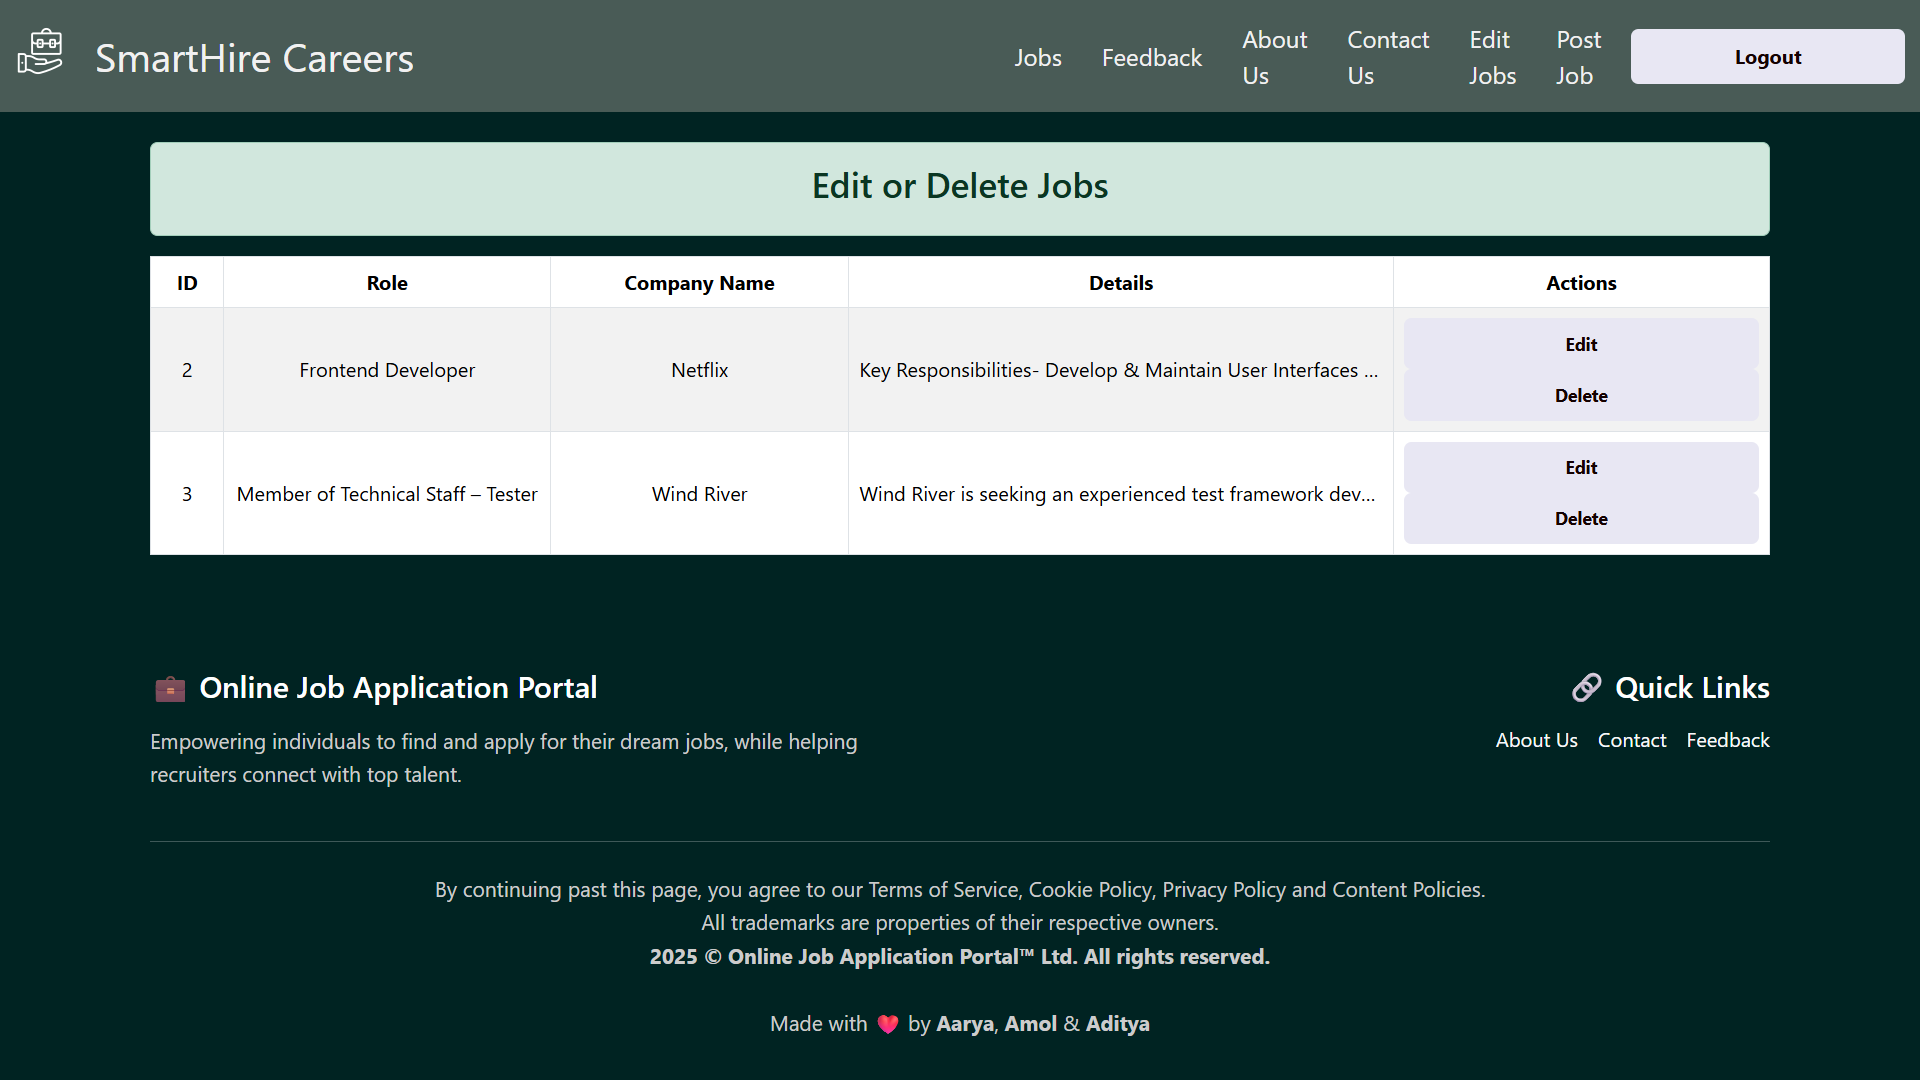 SmartHire Careers
Jobs
Feedback
About
Us
Contact
Us
Edit
Jobs
Post
Job
Logout
Edit or Delete Jobs
ID Role Company Name Details Actions
2 Frontend Developer Netflix Key Responsibilities- Develop & Maintain User Interfaces ... Edit
Delete
3 Member of Technical Staff – Tester Wind River Wind River is seeking an experienced test framework dev... Edit
Delete
Online Job Application Portal
Empowering individuals to find and apply for their dream jobs, while helping
recruiters connect with top talent.
Quick Links
About Us Contact Feedback
By continuing past this page, you agree to our Terms of Service, Cookie Policy, Privacy Policy and Content Policies.
All trademarks are properties of their respective owners.
2025 © Online Job Application Portal™ Ltd. All rights reserved.
Made with ❤️ by Aarya, Amol & Aditya